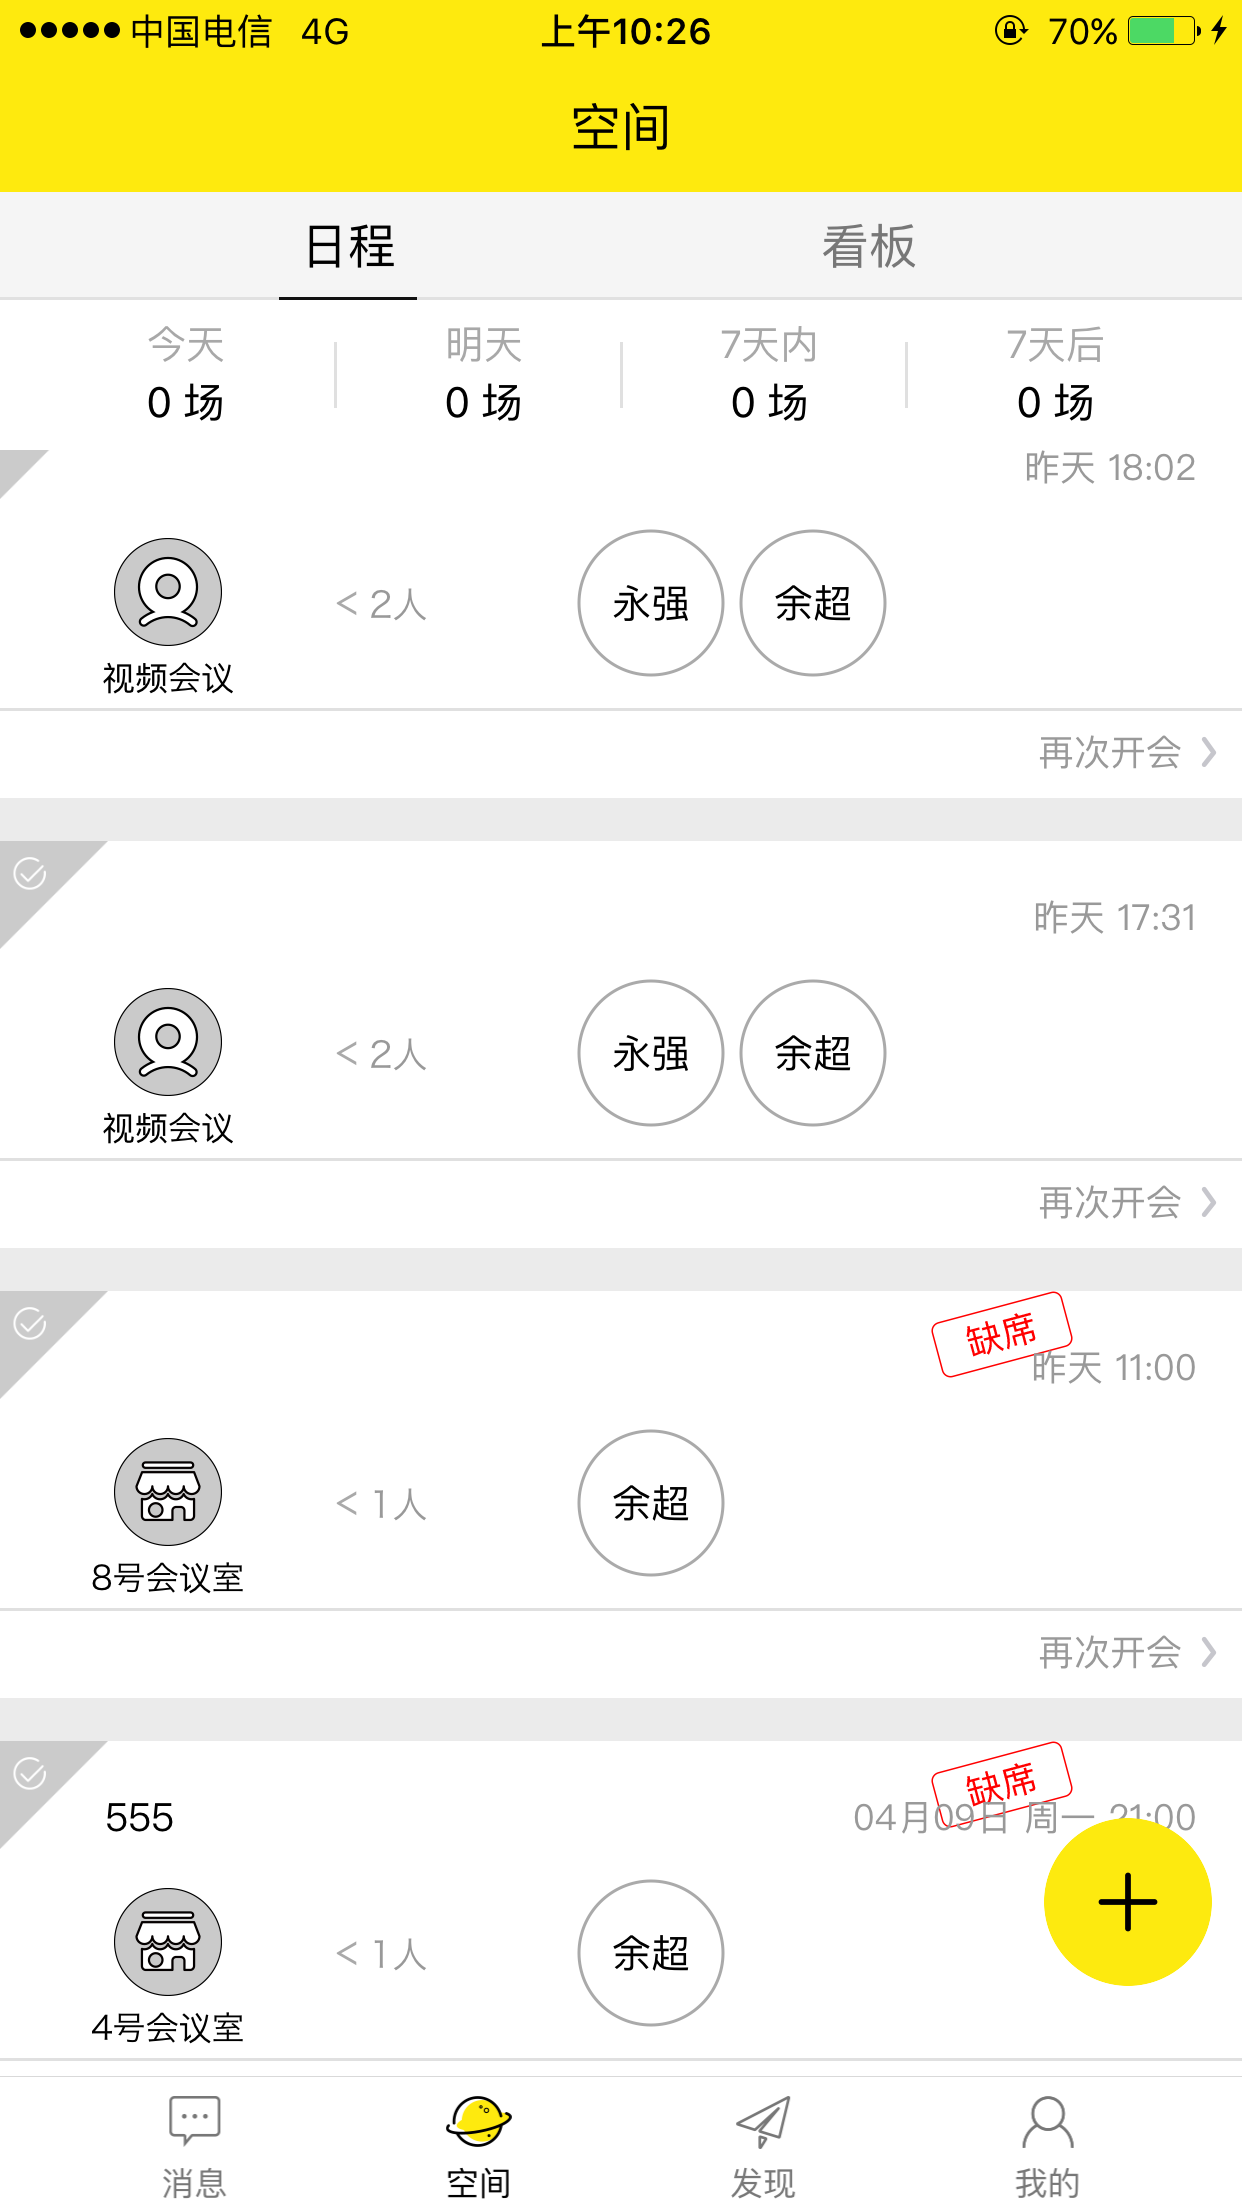 中国电信 4G 上午10:26 70%
空间
日程 看板
今天 明天 7天内 7天后
0 场 0 场 0 场 0 场
昨天 18:02
< 2人 永强 余超
视频会议
再次开会
昨天 17:31
< 2人 永强 余超
视频会议
再次开会
缺席
昨天 11:00
< 1人 余超
8号会议室
再次开会
缺席
555 04月09日 周一 21:00
< 1人 余超
4号会议室
消息 空间 发现 我的